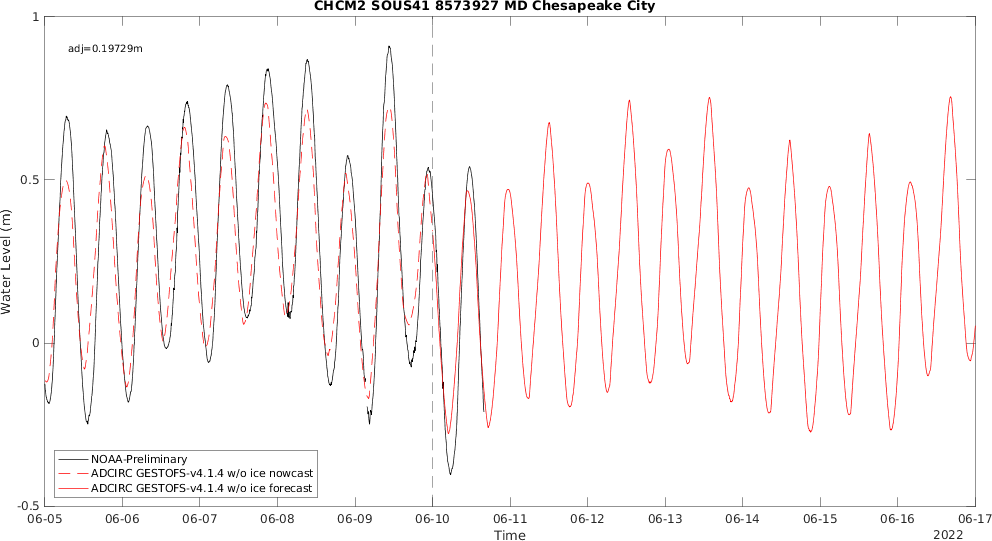 CHCM2 SOUS41 8573927 MD Chesapeake City
adj=0.19729m
1
0.5
0
-0.5
Water Level (m)
NOAA-Preliminary
ADCIRC GESTOFS-v4.1.4 w/o ice nowcast
ADCIRC GESTOFS-v4.1.4 w/o ice forecast
06-05 06-06 06-07 06-08 06-09 06-10 06-11 06-12 06-13 06-14 06-15 06-16 06-17
Time
2022